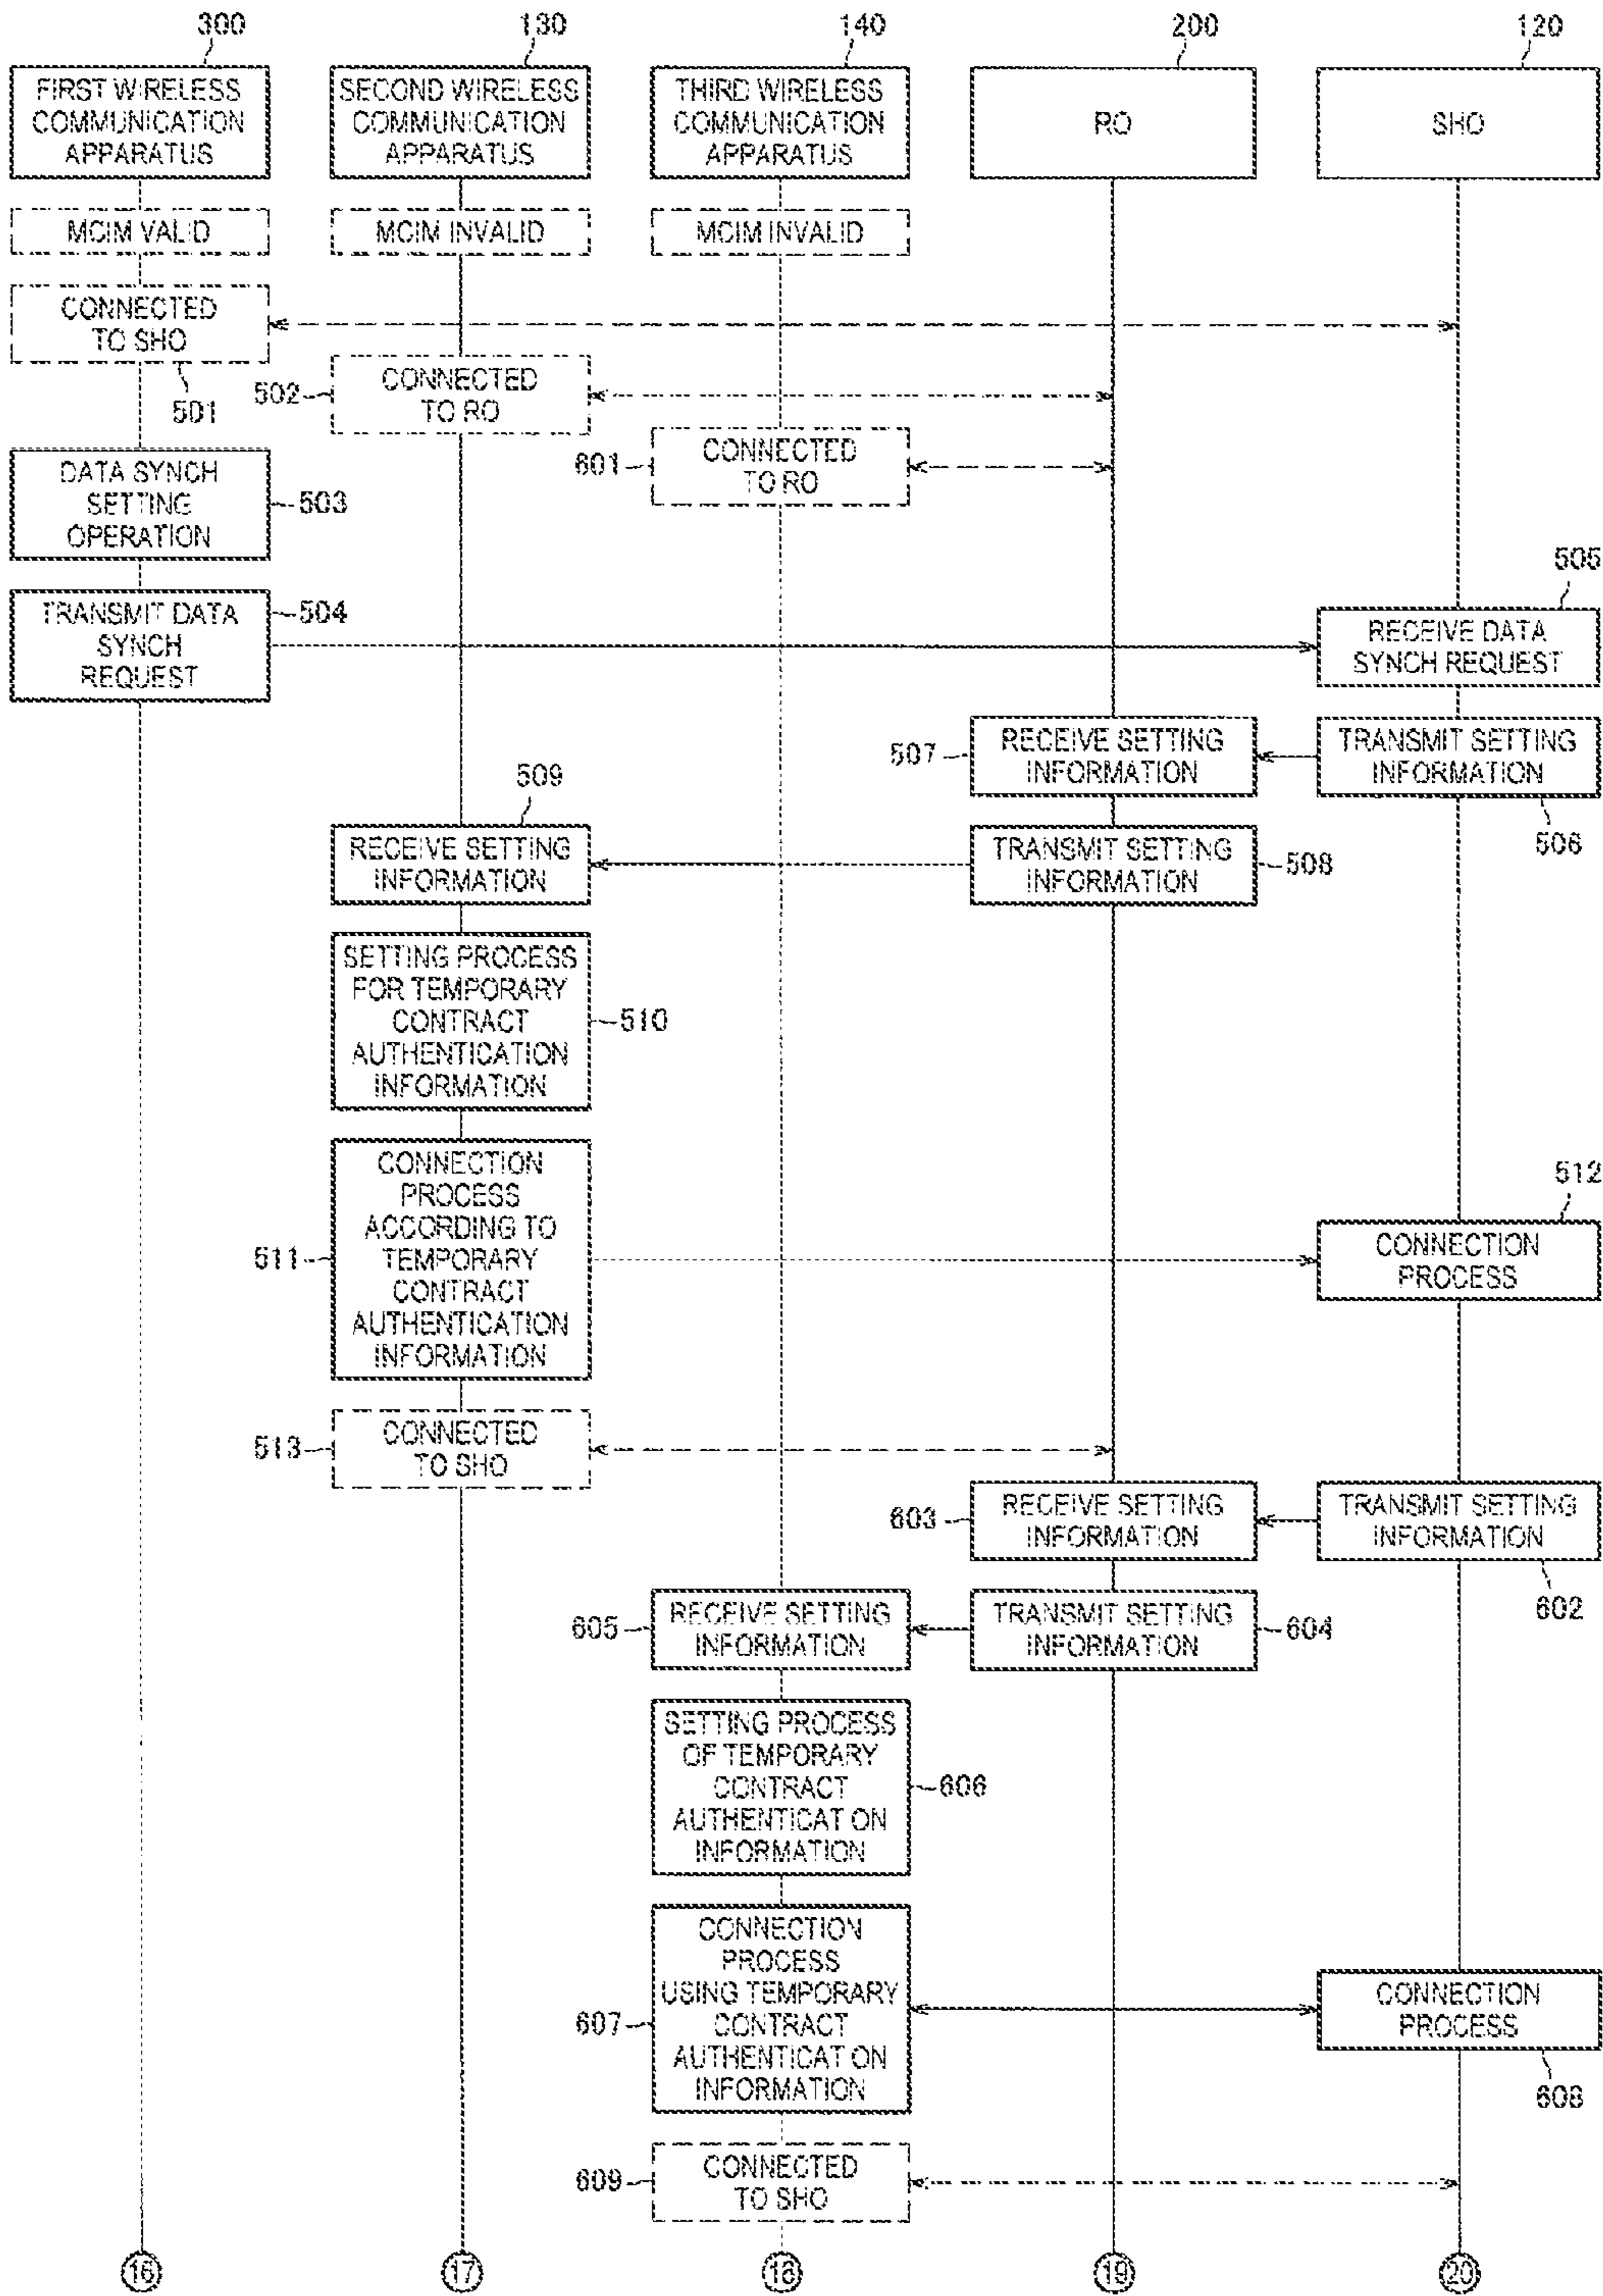 300
130
140
200
120
FIRST WIRELESS
COMMUNICATION
APPARATUS
SECOND WIRELESS
COMMUNICATION
APPARATUS
THIRD WIRELESS
COMMUNICATION
APPARATUS
RO
SHO
MCIM VALID
MCIM INVALID
MCIM INVALID
CONNECTED
TO SHO
501
502
CONNECTED
TO RO
601
CONNECTED
TO RO
DATA SYNCH
SETTING
OPERATION
503
TRANSMIT DATA
SYNCH
REQUEST
504
505
RECEIVE DATA
SYNCH REQUEST
507
RECEIVE SETTING
INFORMATION
TRANSMIT SETTING
INFORMATION
506
509
RECEIVE SETTING
INFORMATION
TRANSMIT SETTING
INFORMATION
508
SETTING PROCESS
FOR TEMPORARY
CONTRACT
AUTHENTICATION
INFORMATION
510
511
CONNECTION
PROCESS
ACCORDING TO
TEMPORARY
CONTRACT
AUTHENTICATION
INFORMATION
512
CONNECTION
PROCESS
513
CONNECTED
TO SHO
603
RECEIVE SETTING
INFORMATION
TRANSMIT SETTING
INFORMATION
602
605
RECEIVE SETTING
INFORMATION
TRANSMIT SETTING
INFORMATION
604
SETTING PROCESS
OF TEMPORARY
CONTRACT
AUTHENTICAT ON
INFORMATION
606
607
CONNECTION
PROCESS
USING TEMPORARY
CONTRACT
AUTHENTICAT ON
INFORMATION
CONNECTION
PROCESS
608
609
CONNECTED
TO SHO
16
17
18
19
20